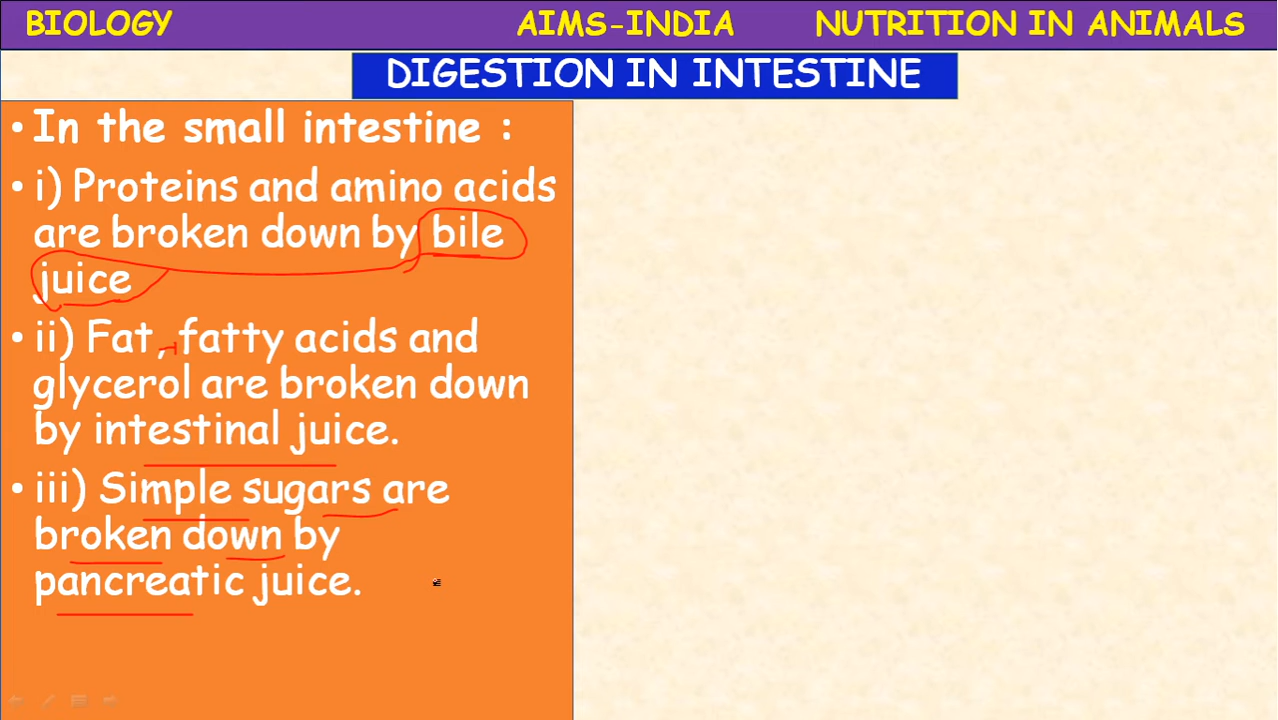 BIOLOGY AIMS-INDIA NUTRITION IN ANIMALS
DIGESTION IN INTESTINE
• In the small intestine :
• i) Proteins and amino acids
are broken down by bile
juice
• ii) Fat, fatty acids and
glycerol are broken down
by intestinal juice.
• iii) Simple sugars are
broken down by
pancreatic juice.